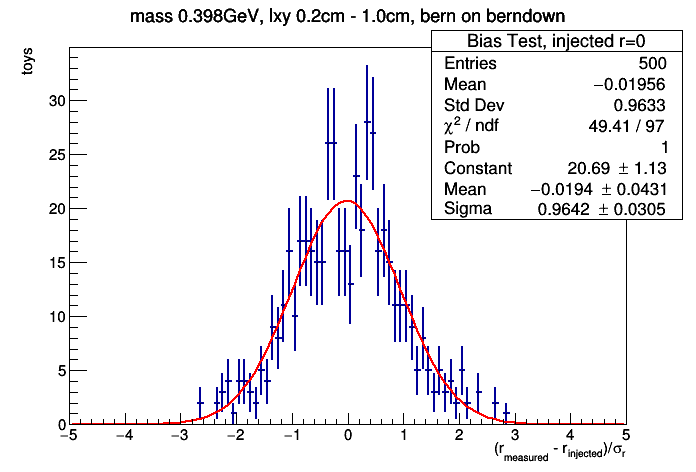 mass 0.398GeV, lxy 0.2cm - 1.0cm, bern on berndown
Bias Test, injected r=0
Entries 500
Mean −0.01956
Std Dev 0.9633
χ² / ndf 49.41 / 97
Prob 1
Constant 20.69 ± 1.13
Mean −0.0194 ± 0.0431
Sigma 0.9642 ± 0.0305
toys
30
25
20
15
10
5
0
−5 −4 −3 −2 −1 0 1 2 3 4 5
(r_measured - r_injected)/σ_r